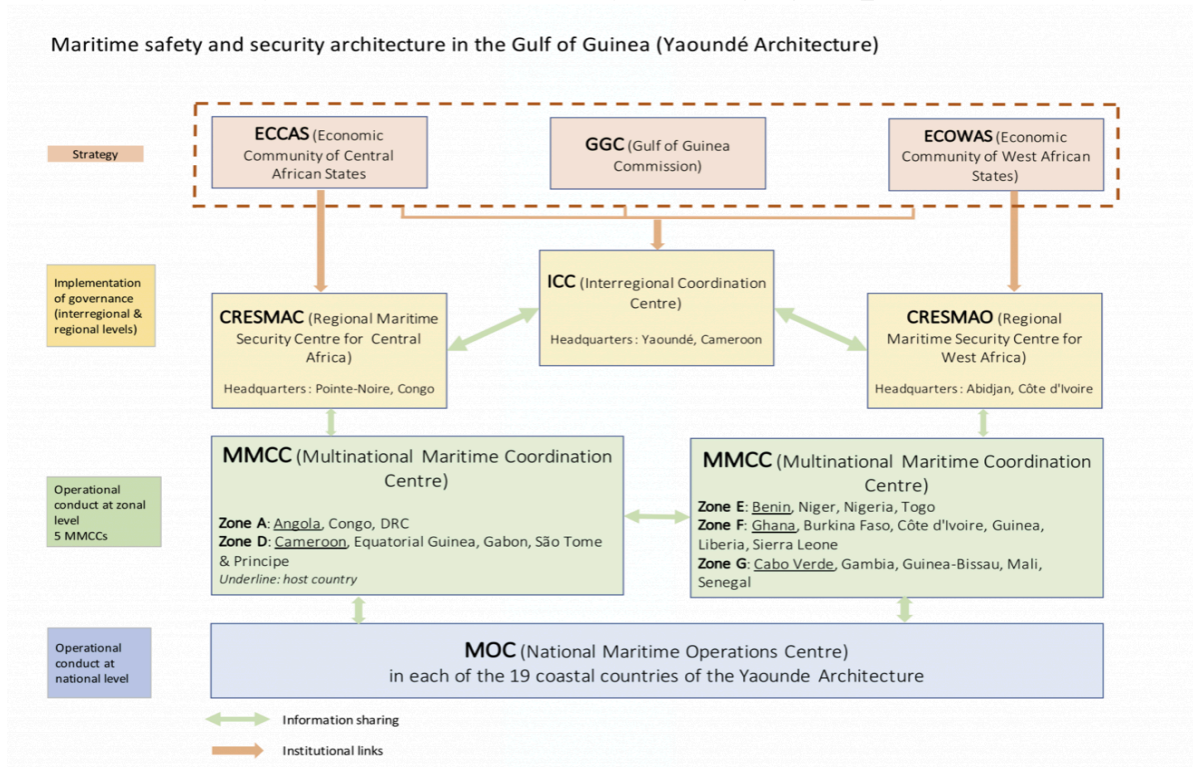 Maritime safety and security architecture in the Gulf of Guinea (Yaoundé Architecture)
Strategy
ECCAS (Economic
Community of Central
African States
GGC (Gulf of Guinea
Commission)
ECOWAS (Economic
Community of West African
States)
Implementation
of governance
(interregional &
regional levels)
CRESMAC (Regional Maritime
Security Centre for Central
Africa)
Headquarters : Pointe-Noire, Congo
ICC (Interregional Coordination
Centre)
Headquarters : Yaoundé, Cameroon
CRESMAO (Regional
Maritime Security Centre for
West Africa)
Headquarters : Abidjan, Côte d'Ivoire
Operational
conduct at zonal
level
5 MMCCs
MMCC (Multinational Maritime Coordination
Centre)
Zone A: Angola, Congo, DRC
Zone D: Cameroon, Equatorial Guinea, Gabon, São Tome
& Principe
Underline: host country
MMCC (Multinational Maritime Coordination
Centre)
Zone E: Benin, Niger, Nigeria, Togo
Zone F: Ghana, Burkina Faso, Côte d'Ivoire, Guinea,
Liberia, Sierra Leone
Zone G: Cabo Verde, Gambia, Guinea-Bissau, Mali,
Senegal
Operational
conduct at
national level
MOC (National Maritime Operations Centre)
in each of the 19 coastal countries of the Yaounde Architecture
Information sharing
Institutional links